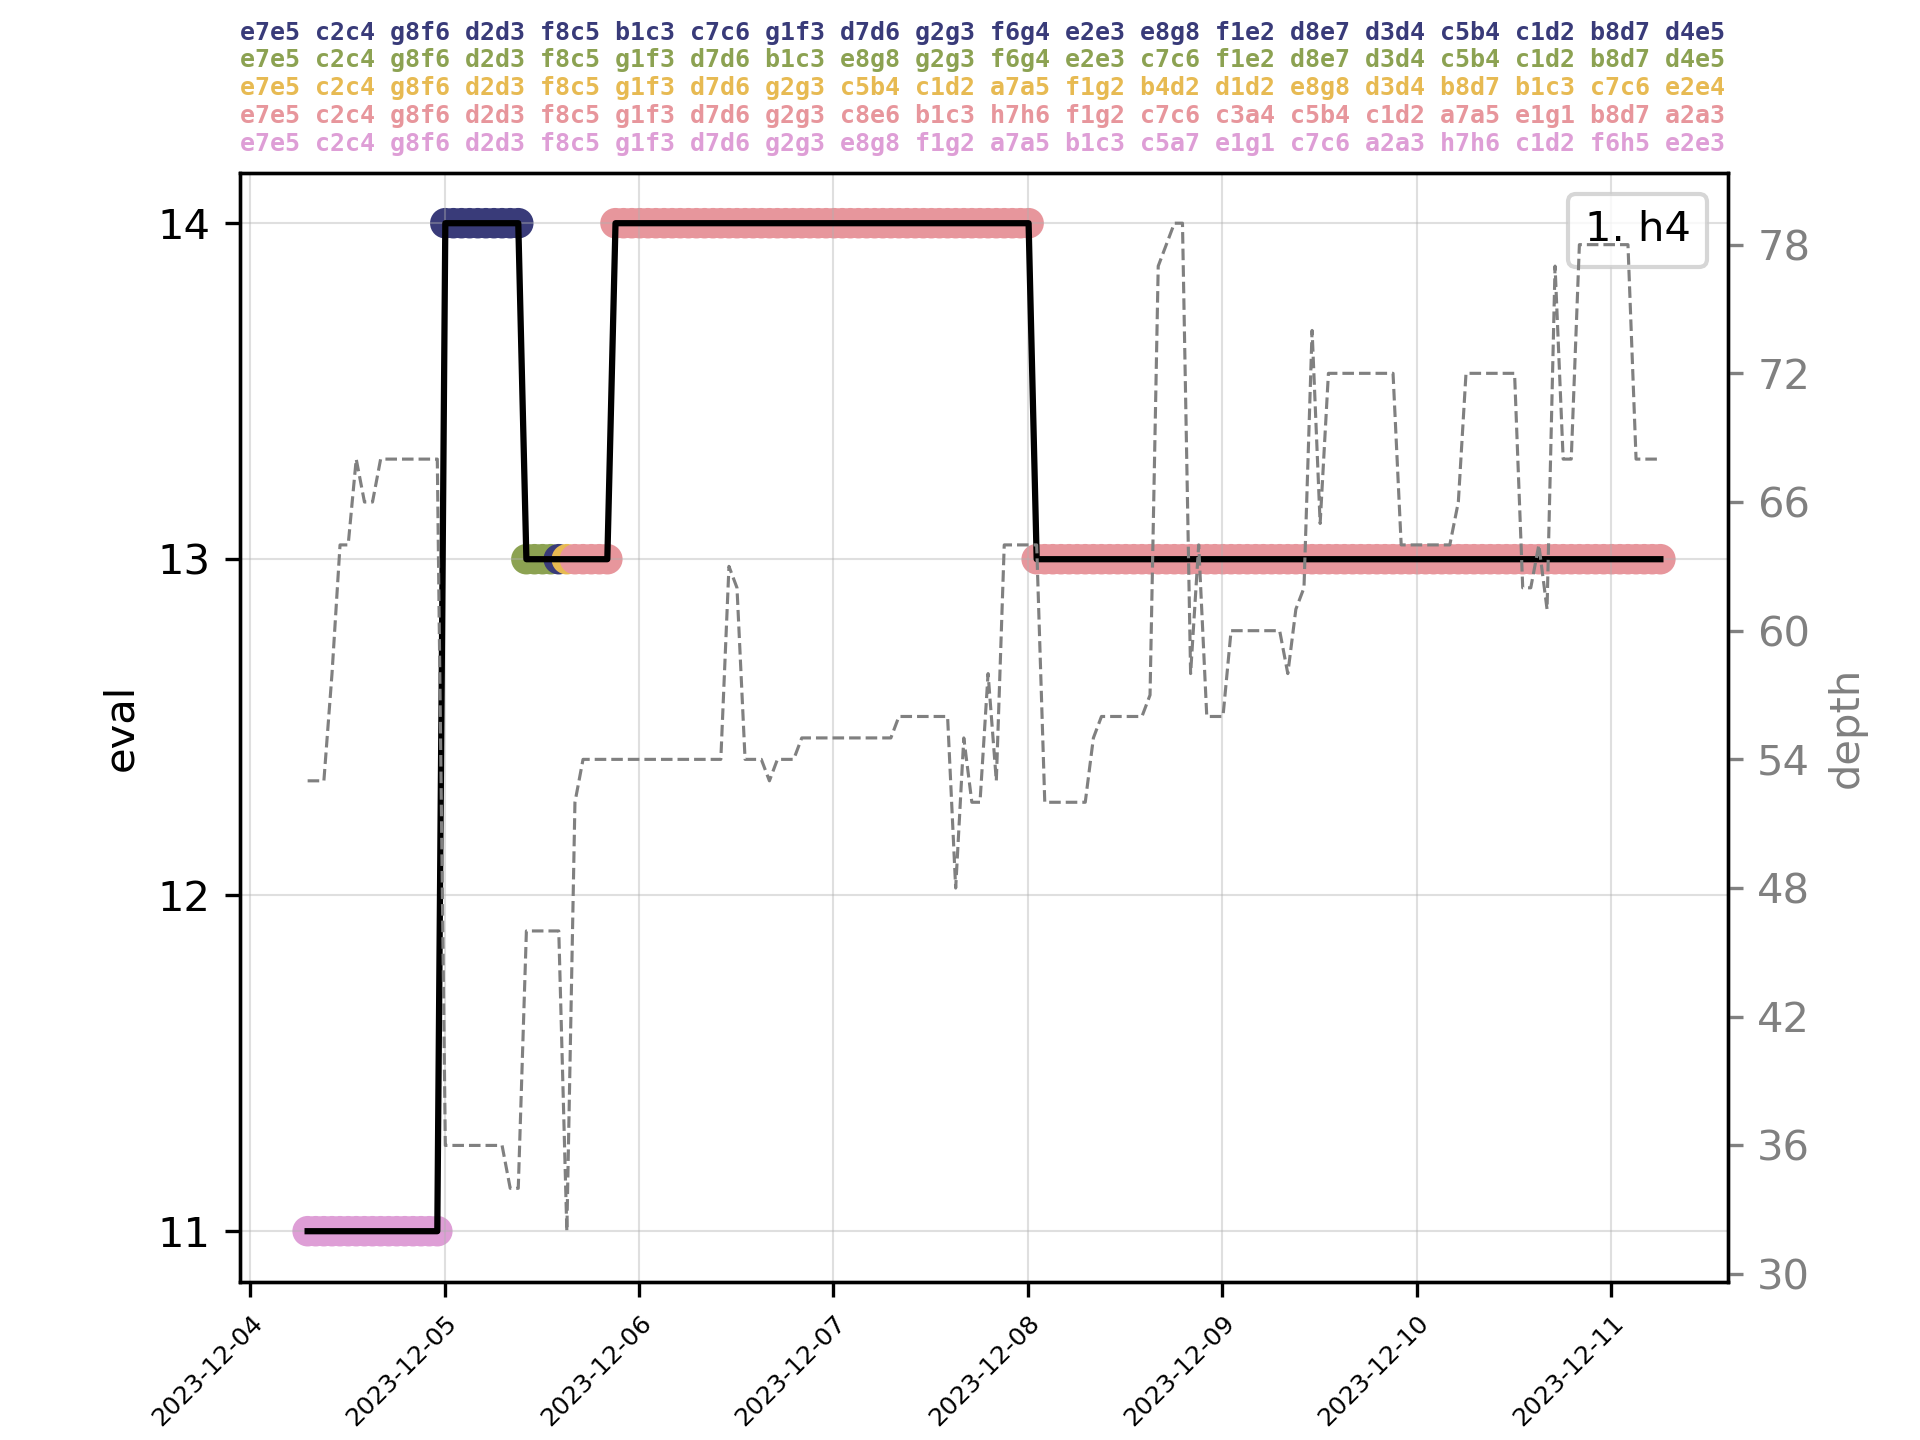 e7e5 c2c4 g8f6 d2d3 f8c5 b1c3 c7c6 g1f3 d7d6 g2g3 f6g4 e2e3 e8g8 f1e2 d8e7 d3d4 c5b4 c1d2 b8d7 d4e5
e7e5 c2c4 g8f6 d2d3 f8c5 g1f3 d7d6 b1c3 e8g8 g2g3 f6g4 e2e3 c7c6 f1e2 d8e7 d3d4 c5b4 c1d2 b8d7 d4e5
e7e5 c2c4 g8f6 d2d3 f8c5 g1f3 d7d6 g2g3 c5b4 c1d2 a7a5 f1g2 b4d2 d1d2 e8g8 d3d4 b8d7 b1c3 c7c6 e2e4
e7e5 c2c4 g8f6 d2d3 f8c5 g1f3 d7d6 g2g3 c8e6 b1c3 h7h6 f1g2 c7c6 c3a4 c5b4 c1d2 a7a5 e1g1 b8d7 a2a3
e7e5 c2c4 g8f6 d2d3 f8c5 g1f3 d7d6 g2g3 e8g8 f1g2 a7a5 b1c3 c5a7 e1g1 c7c6 a2a3 h7h6 c1d2 f6h5 e2e3
1. h4
14
13
12
11
eval
78
72
66
60
54
48
42
36
30
depth
2023-12-04
2023-12-05
2023-12-06
2023-12-07
2023-12-08
2023-12-09
2023-12-10
2023-12-11